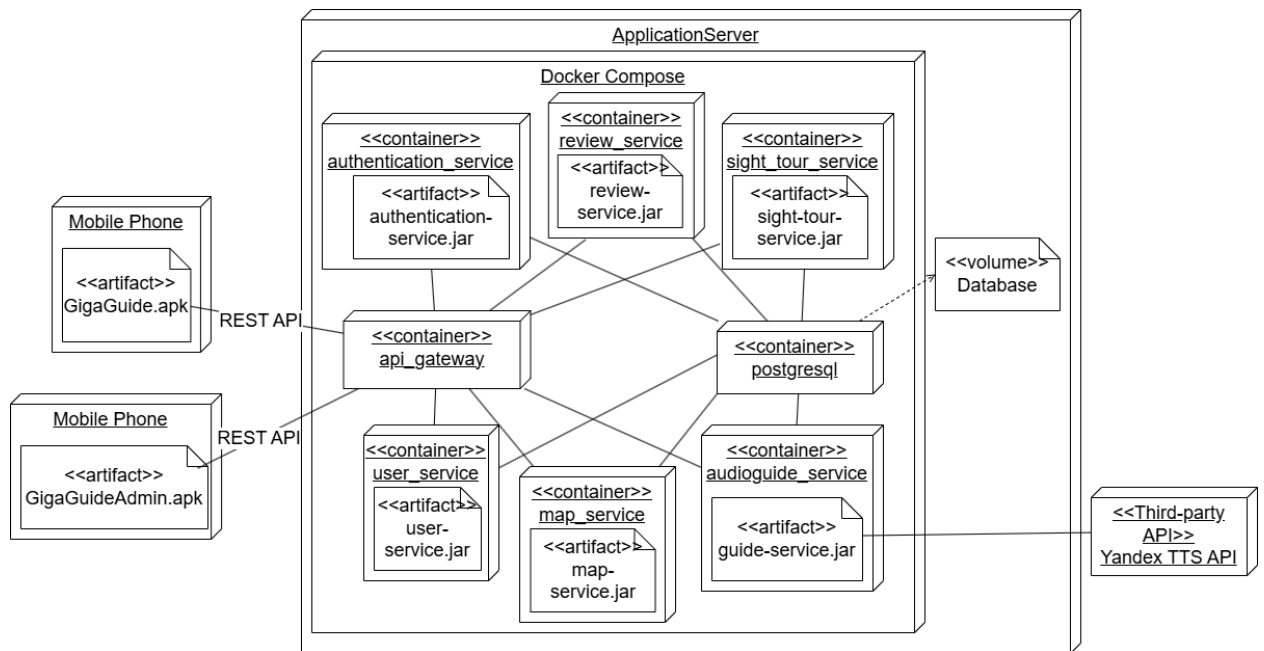 ApplicationServer
Docker Compose
<<container>>
authentication_service
<<artifact>>
authentication-
service.jar
<<container>>
review_service
<<artifact>>
review-
service.jar
<<container>>
sight_tour_service
<<artifact>>
sight-tour-
service.jar
Mobile Phone
<<artifact>>
GigaGuide.apk
REST API
<<container>>
api_gateway
<<container>>
postgresql
<<volume>>
Database
Mobile Phone
<<artifact>>
GigaGuideAdmin.apk
REST API
<<container>>
user_service
<<artifact>>
user-
service.jar
<<container>>
map_service
<<artifact>>
map-
service.jar
<<container>>
audioguide_service
<<artifact>>
guide-service.jar
<<Third-party
API>>
Yandex TTS API